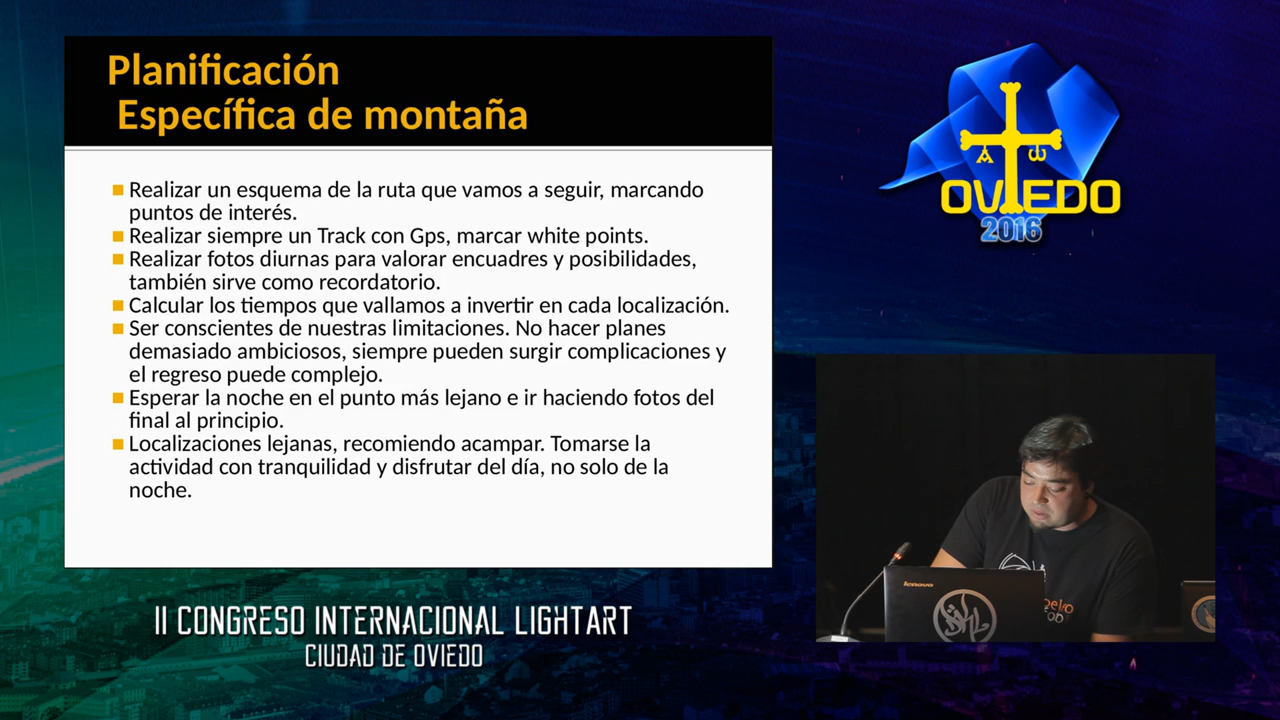 Planificación
Específica de montaña
Realizar un esquema de la ruta que vamos a seguir, marcando
puntos de interés.
Realizar siempre un Track con Gps, marcar white points.
Realizar fotos diurnas para valorar encuadres y posibilidades,
también sirve como recordatorio.
Calcular los tiempos que vallamos a invertir en cada localización.
Ser conscientes de nuestras limitaciones. No hacer planes
demasiado ambiciosos, siempre pueden surgir complicaciones y
el regreso puede complejo.
Esperar la noche en el punto más lejano e ir haciendo fotos del
final al principio.
Localizaciones lejanas, recomiendo acampar. Tomarse la
actividad con tranquilidad y disfrutar del día, no solo de la
noche.
OVIEDO
2016
lenovo
II CONGRESO INTERNACIONAL LIGHTART
CIUDAD DE OVIEDO